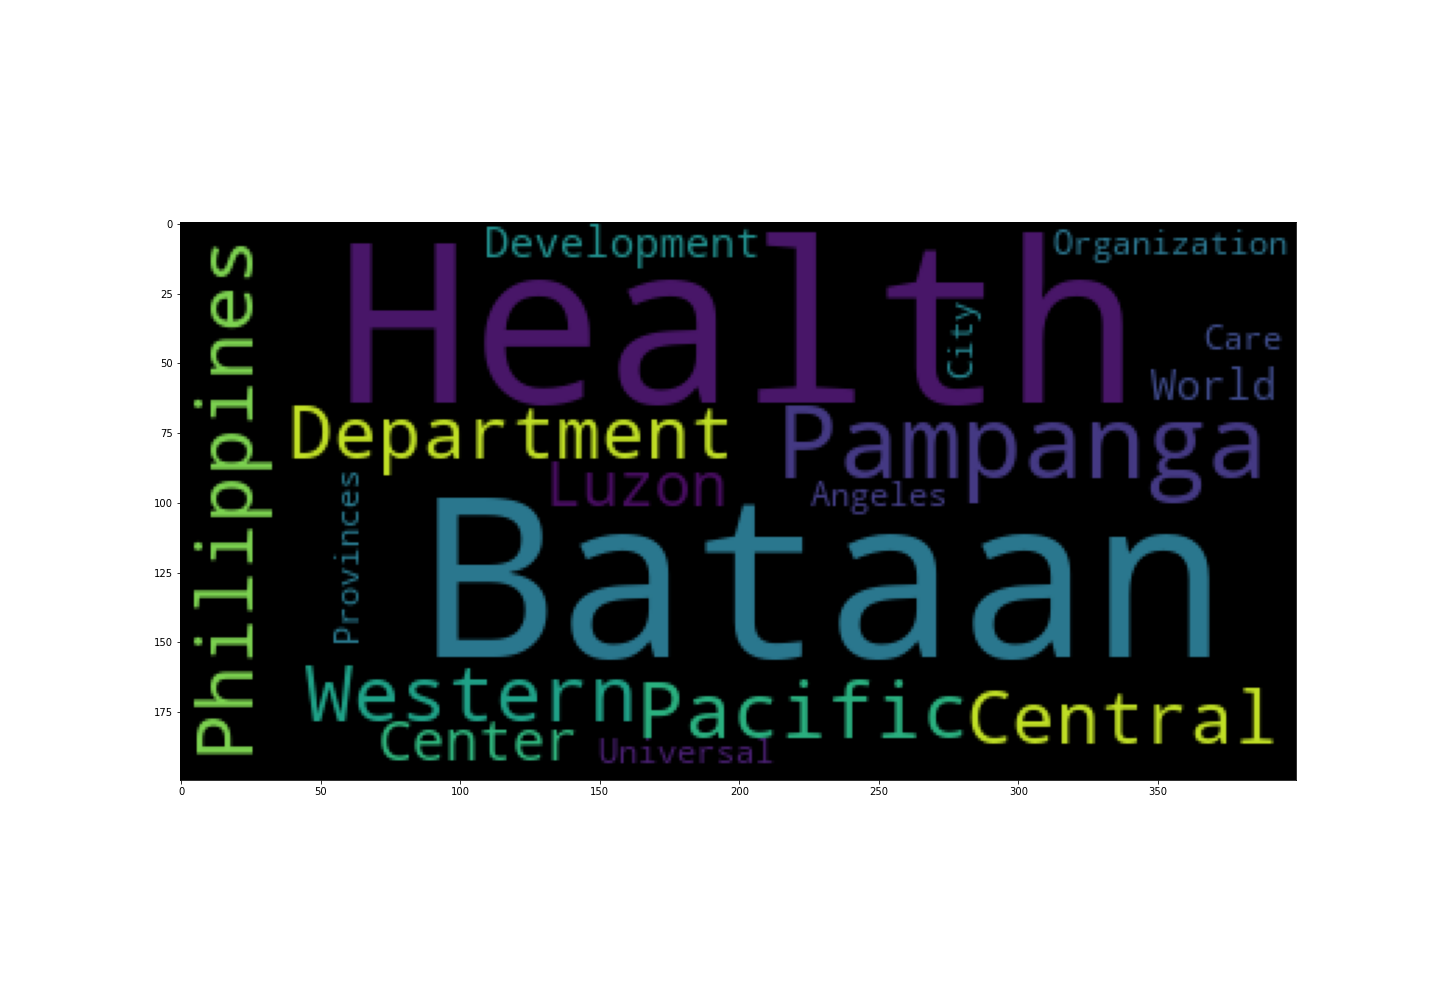 Philippines
Development
Organization
Health
City
Care
World
Department
Pampanga
Luzon
Angeles
Provinces
Bataan
Western
Pacific
Central
Center
Universal
0
25
50
75
100
125
150
175
0 50 100 150 200 250 300 350